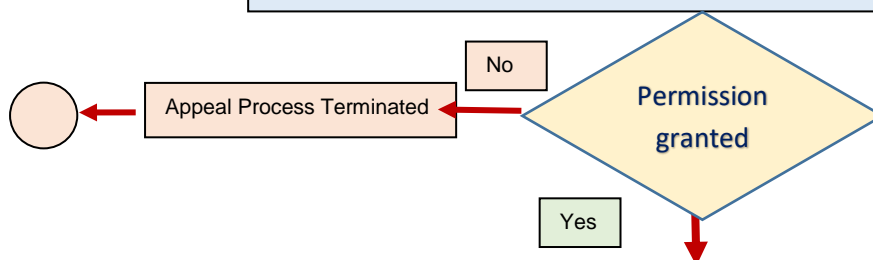 No
Appeal Process Terminated
Permission
granted
Yes